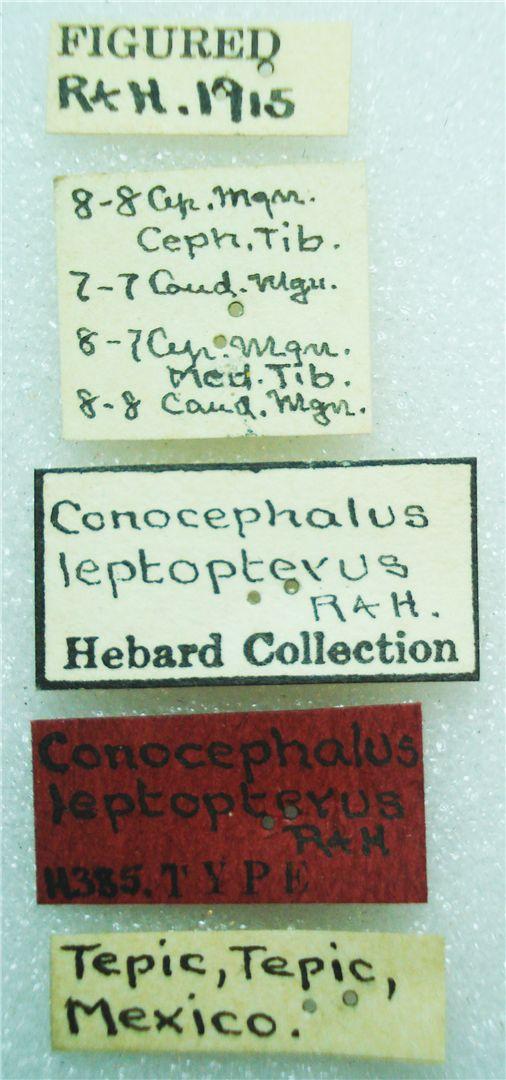 FIGURED
R & H. 1915
8-8 Cep. Mgn.
Ceph. Tib.
7-7 Caud. Mgn.
8-7 Cep. Mgn.
Med. Tib.
8-8 Caud. Mgn.
Conocephalus
leptopterus
R & H.
Hebard Collection
Conocephalus
leptopterus
R & H
H385. TYPE
Tepic, Tepic,
Mexico.